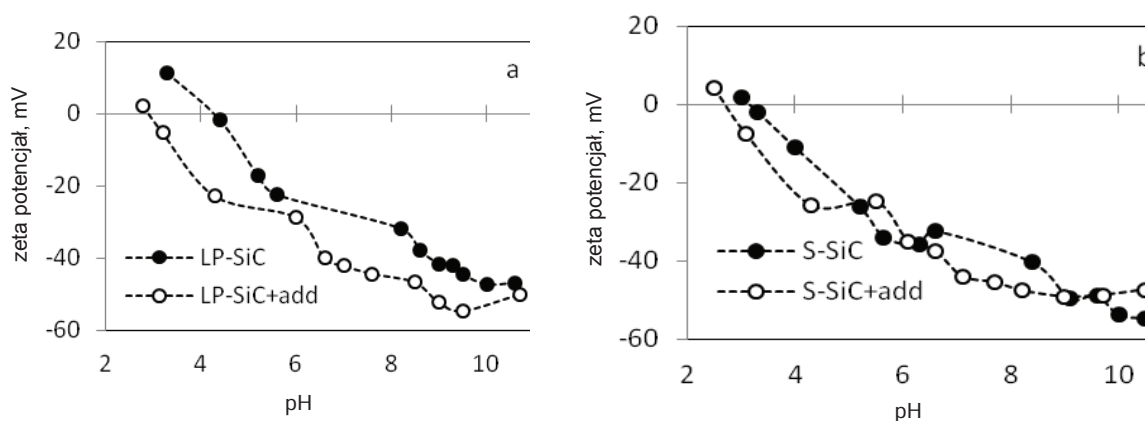 a
20
0
-20
-40
-60
zeta potencjał, mV
LP-SiC
LP-SiC+add
2 4 6 8 10
pH
b
20
0
-20
-40
-60
zeta potencjał, mV
S-SiC
S-SiC+add
2 4 6 8 10
pH